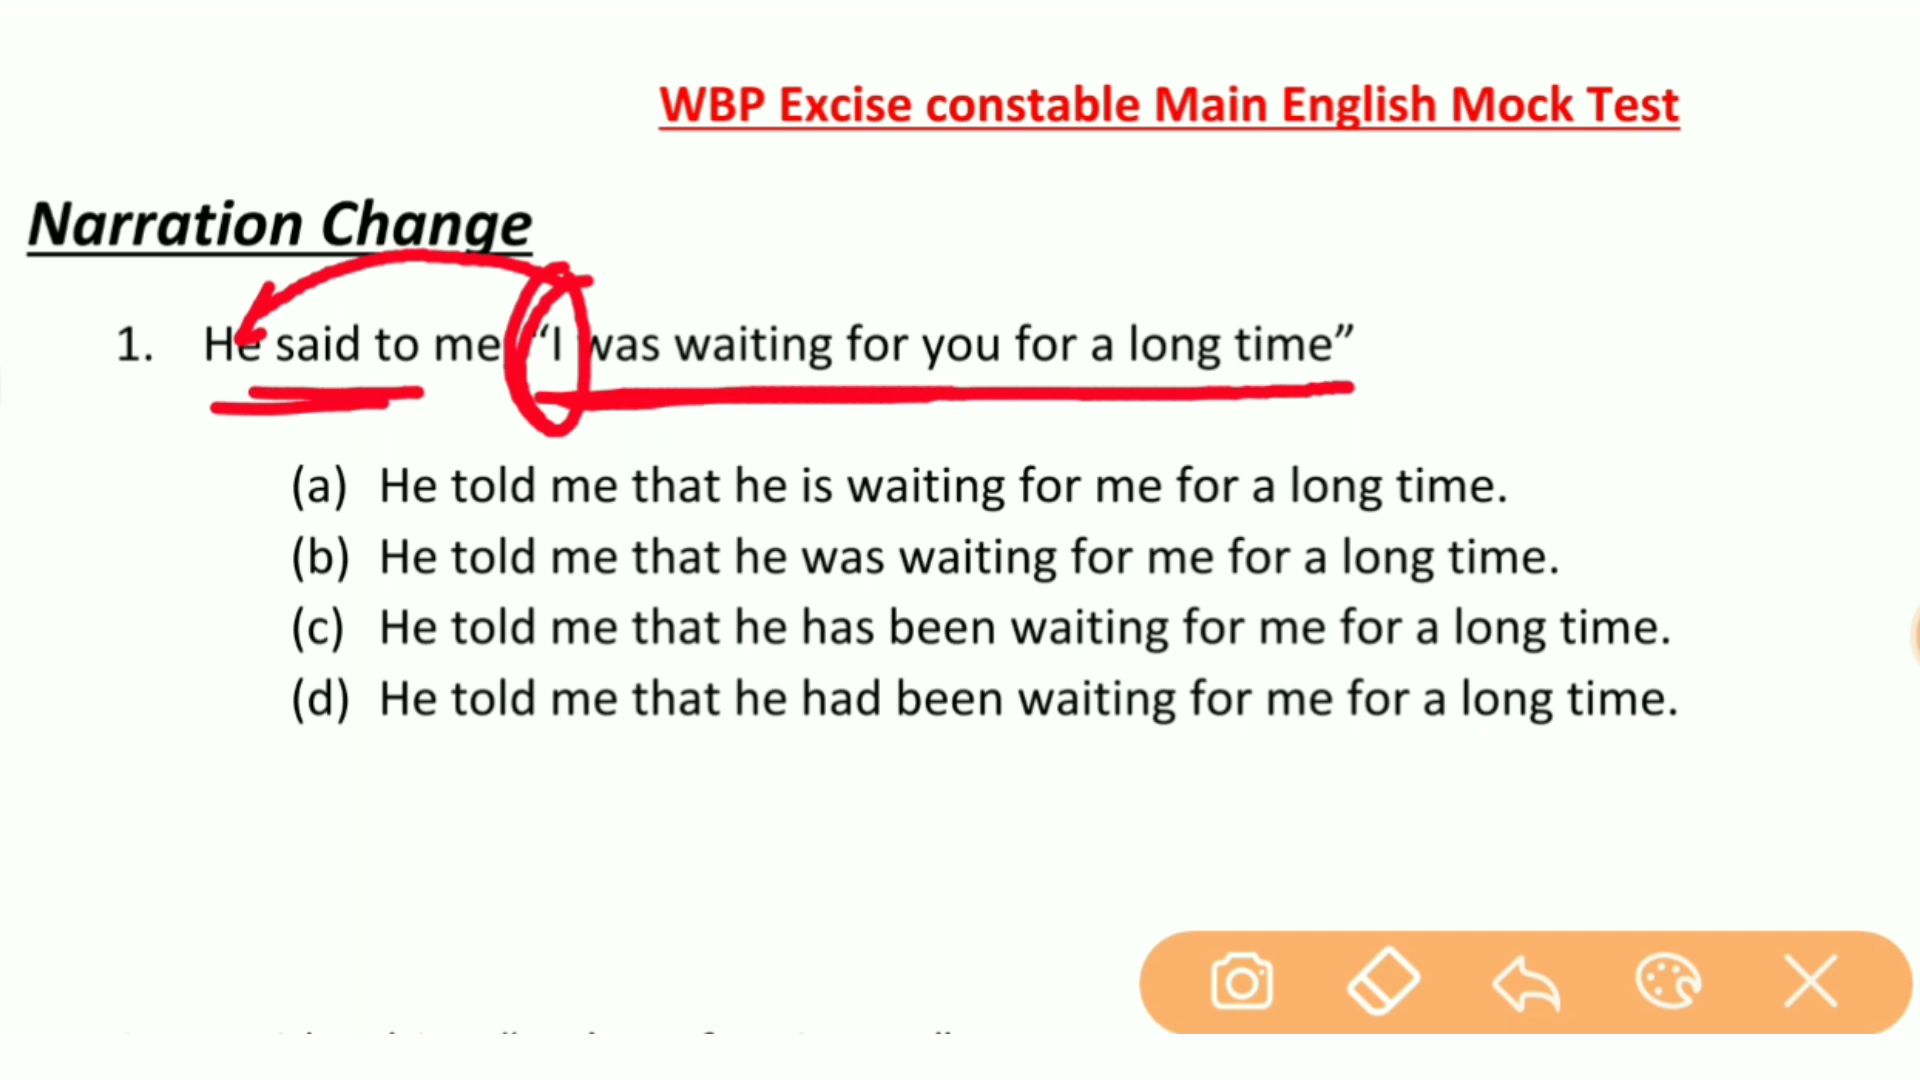 WBP Excise constable Main English Mock Test
Narration Change
1. He said to me “I was waiting for you for a long time”
(a) He told me that he is waiting for me for a long time.
(b) He told me that he was waiting for me for a long time.
(c) He told me that he has been waiting for me for a long time.
(d) He told me that he had been waiting for me for a long time.